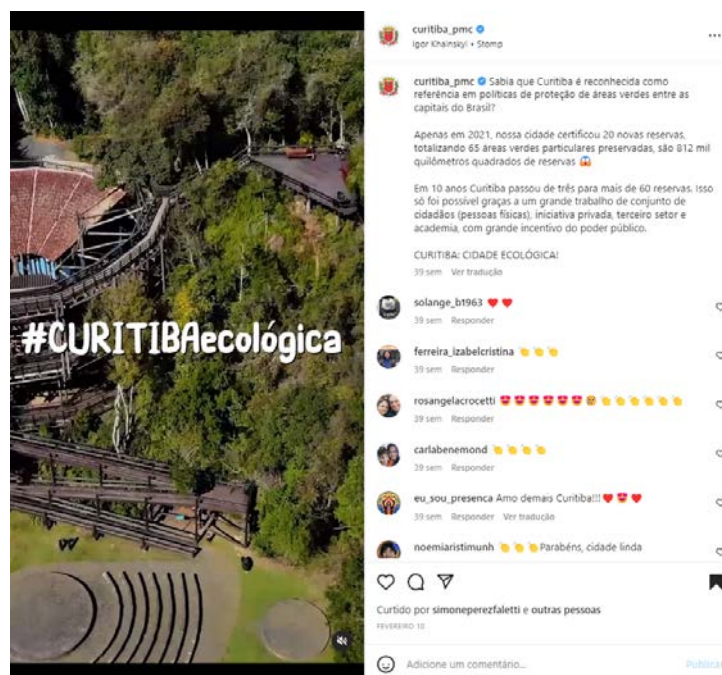 #CURITIBAecológica
curitiba_pmc
Igor Khainskyi • Stomp
curitiba_pmc Sabia que Curitiba é reconhecida como
referência em políticas de proteção de áreas verdes entre as
capitais do Brasil?
Apenas em 2021, nossa cidade certificou 20 novas reservas,
totalizando 65 áreas verdes particulares preservadas, são 812 mil
quilômetros quadrados de reservas 😱
Em 10 anos Curitiba passou de três para mais de 60 reservas. Isso
só foi possível graças a um grande trabalho de conjunto de
cidadãos (pessoas físicas), iniciativa privada, terceiro setor e
academia, com grande incentivo do poder público.
CURITIBA: CIDADE ECOLÓGICA!
39 sem Ver tradução
solange_b1963 ♥️♥️
39 sem Responder
ferreira_izabelcristina 👏👏👏
39 sem Responder
rosangelacrocetti 😍😍😍😍😍😍👏👏👏👏👏👏
39 sem Responder
carlabenemond 👏👏👏👏
39 sem Responder
eu_sou_presenca Amo demais Curitiba!!!♥️😍♥️
39 sem Responder Ver tradução
noemiaristimunh 👏👏👏Parabéns, cidade linda
Curtido por simoneperezfaletti e outras pessoas
FEVEREIRO 10
Adicione um comentário...
Publicar